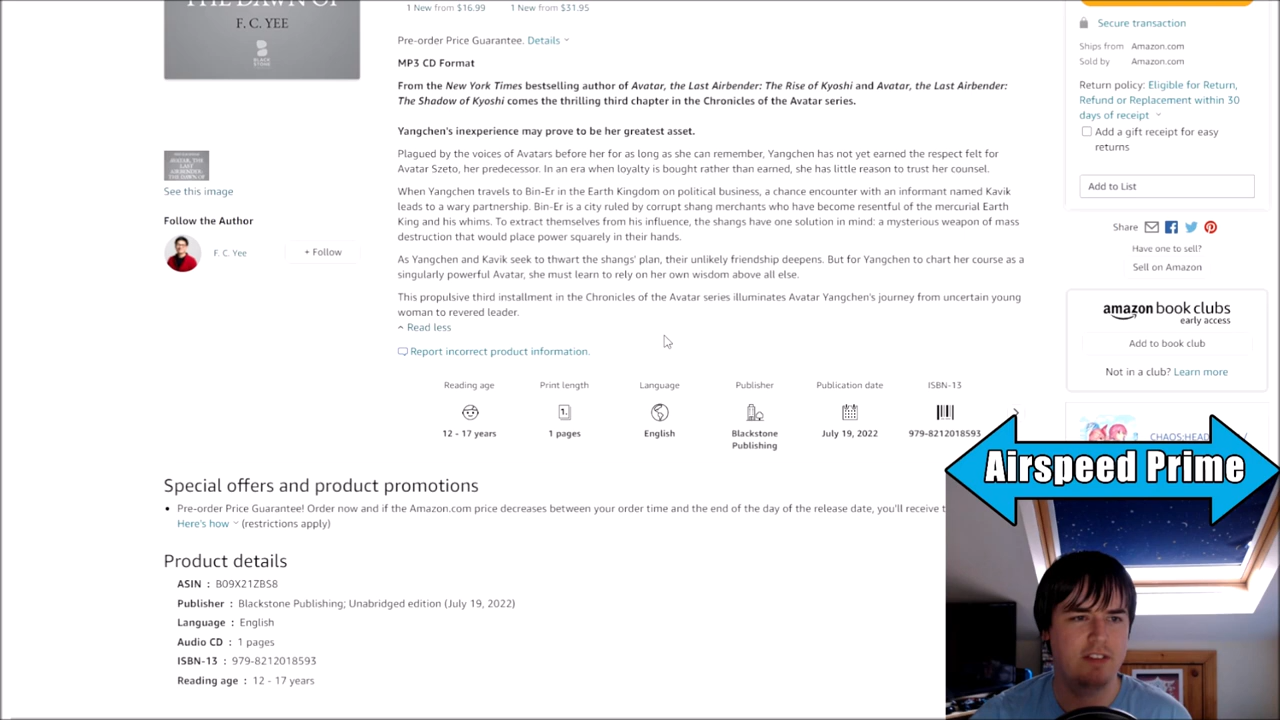 THE DAWN OF
F. C. YEE
BLACK
STONE
1 New from $16.99 1 New from $31.95
Pre-order Price Guarantee. Details
MP3 CD Format
From the New York Times bestselling author of Avatar, the Last Airbender: The Rise of Kyoshi and Avatar, the Last Airbender:
The Shadow of Kyoshi comes the thrilling third chapter in the Chronicles of the Avatar series.
Yangchen's inexperience may prove to be her greatest asset.
Plagued by the voices of Avatars before her for as long as she can remember, Yangchen has not yet earned the respect felt for
Avatar Szeto, her predecessor. In an era when loyalty is bought rather than earned, she has little reason to trust her counsel.
When Yangchen travels to Bin-Er in the Earth Kingdom on political business, a chance encounter with an informant named Kavik
leads to a wary partnership. Bin-Er is a city ruled by corrupt shang merchants who have become resentful of the mercurial Earth
King and his whims. To extract themselves from his influence, the shangs have one solution in mind: a mysterious weapon of mass
destruction that would place power squarely in their hands.
As Yangchen and Kavik seek to thwart the shangs' plan, their unlikely friendship deepens. But for Yangchen to chart her course as a
singularly powerful Avatar, she must learn to rely on her own wisdom above all else.
This propulsive third installment in the Chronicles of the Avatar series illuminates Avatar Yangchen's journey from uncertain young
woman to revered leader.
Read less
Report incorrect product information.
AVATAR, THE
LAST
AIRBENDER:
THE DAWN OF
See this image
Follow the Author
F. C. Yee
+ Follow
Reading age
12 - 17 years
Print length
1 pages
Language
English
Publisher
Blackstone
Publishing
Publication date
July 19, 2022
ISBN-13
979-8212018593
Special offers and product promotions
Pre-order Price Guarantee! Order now and if the Amazon.com price decreases between your order time and the end of the day of the release date, you'll receive
Here's how (restrictions apply)
Product details
ASIN : B09X21ZBS8
Publisher : Blackstone Publishing; Unabridged edition (July 19, 2022)
Language : English
Audio CD : 1 pages
ISBN-13 : 979-8212018593
Reading age : 12 - 17 years
Secure transaction
Ships from Amazon.com
Sold by Amazon.com
Return policy: Eligible for Return,
Refund or Replacement within 30
days of receipt
Add a gift receipt for easy
returns
Add to List
Share
Have one to sell?
Sell on Amazon
amazon book clubs
early access
Add to book club
Not in a club? Learn more
CHAOS:HEAD
Airspeed Prime